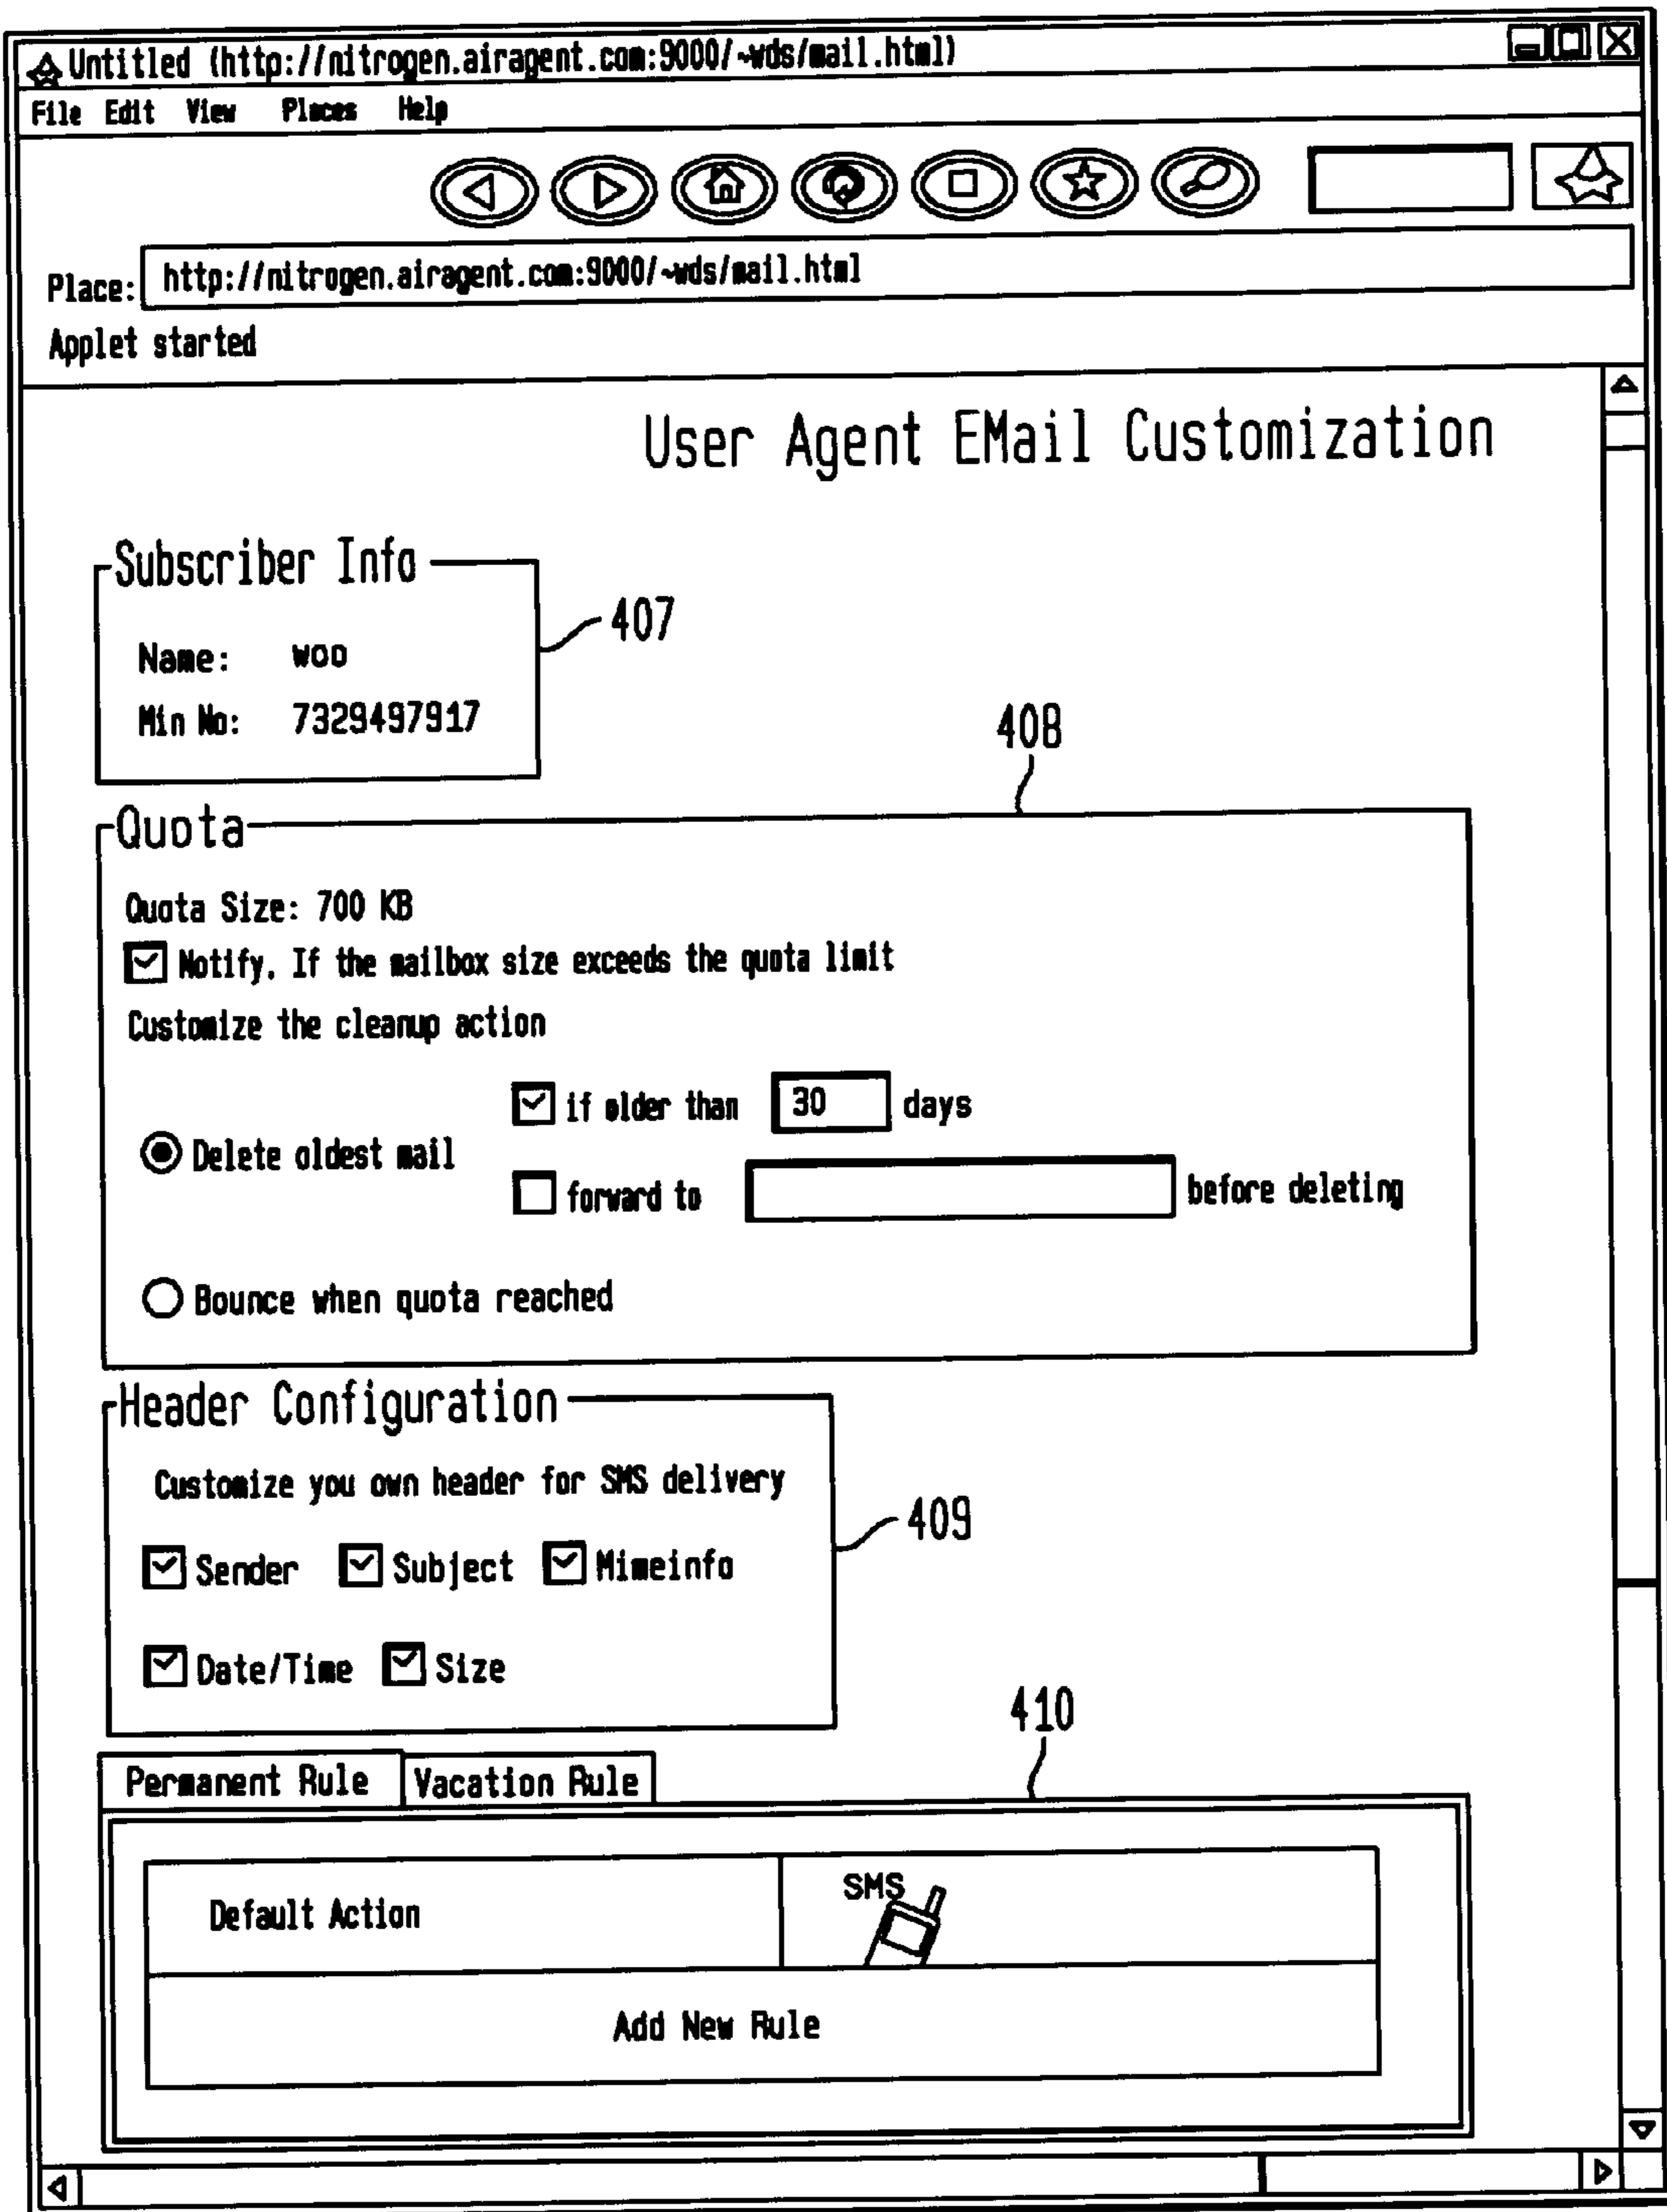 Untitled (http://nitrogen.airagent.com:9000/~wds/mail.html)
File Edit View Places Help
Place: http://nitrogen.airagent.com:9000/~wds/mail.html
Applet started
User Agent EMail Customization
Subscriber Info
407
Name: woo
Min No: 7329497917
408
Quota
Quota Size: 700 KB
Notify, If the mailbox size exceeds the quota limit
Customize the cleanup action
if older than 30 days
Delete oldest mail
forward to before deleting
Bounce when quota reached
Header Configuration
Customize you own header for SMS delivery
409
Sender Subject Mimeinfo
Date/Time Size
410
Permanent Rule Vacation Rule
Default Action SMS
Add New Rule